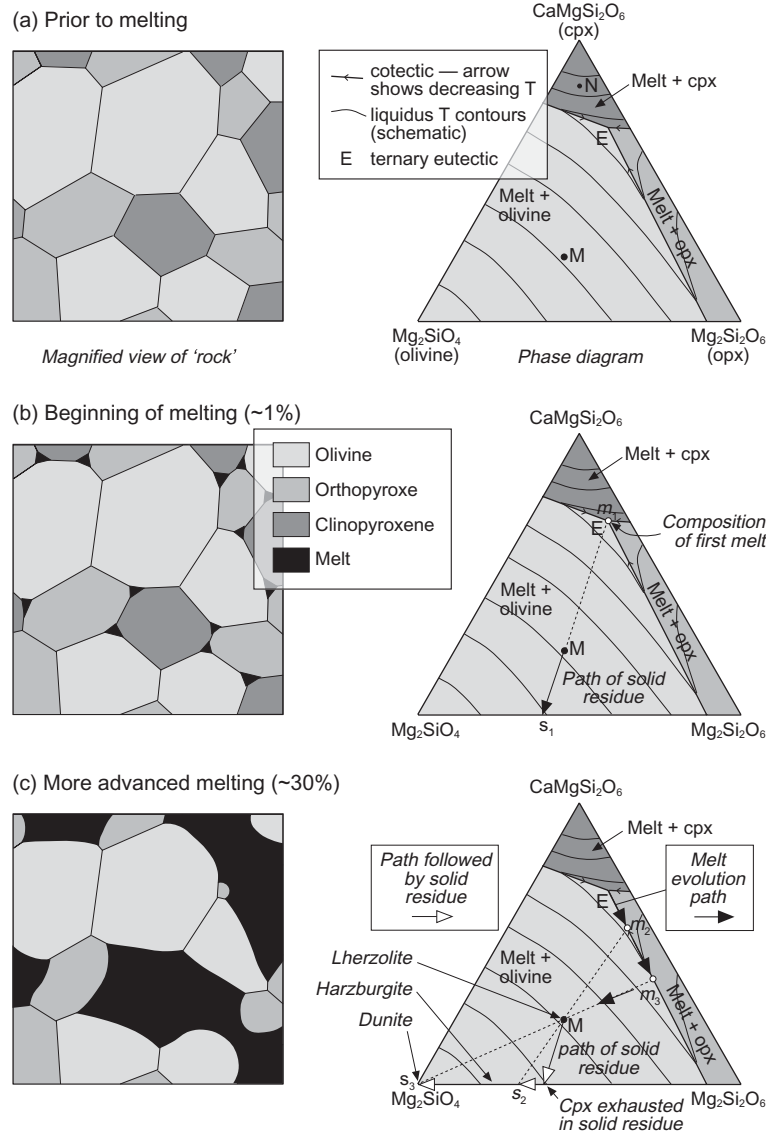 (a) Prior to melting
CaMgSi₂O₆
(cpx)
cotectic — arrow
shows decreasing T
liquidus T contours
(schematic)
E ternary eutectic
N
Melt + cpx
E
Melt +
olivine
Melt + opx
M
Mg₂SiO₄
(olivine)
Mg₂Si₂O₆
(opx)
Magnified view of 'rock'
Phase diagram
(b) Beginning of melting (~1%)
CaMgSi₂O₆
Olivine
Orthopyroxe
Clinopyroxene
Melt
Melt + cpx
m₁
E
Composition
of first melt
Melt +
olivine
Melt + opx
M
Path of solid
residue
Mg₂SiO₄
s₁
Mg₂Si₂O₆
(c) More advanced melting (~30%)
CaMgSi₂O₆
Melt + cpx
Path followed
by solid
residue
Melt
evolution
path
E
m₂
Melt +
olivine
Lherzolite
Harzburgite
Dunite
m₃
Melt + opx
M
path of solid
residue
s₃
Mg₂SiO₄
s₂
Mg₂Si₂O₆
Cpx exhausted
in solid residue